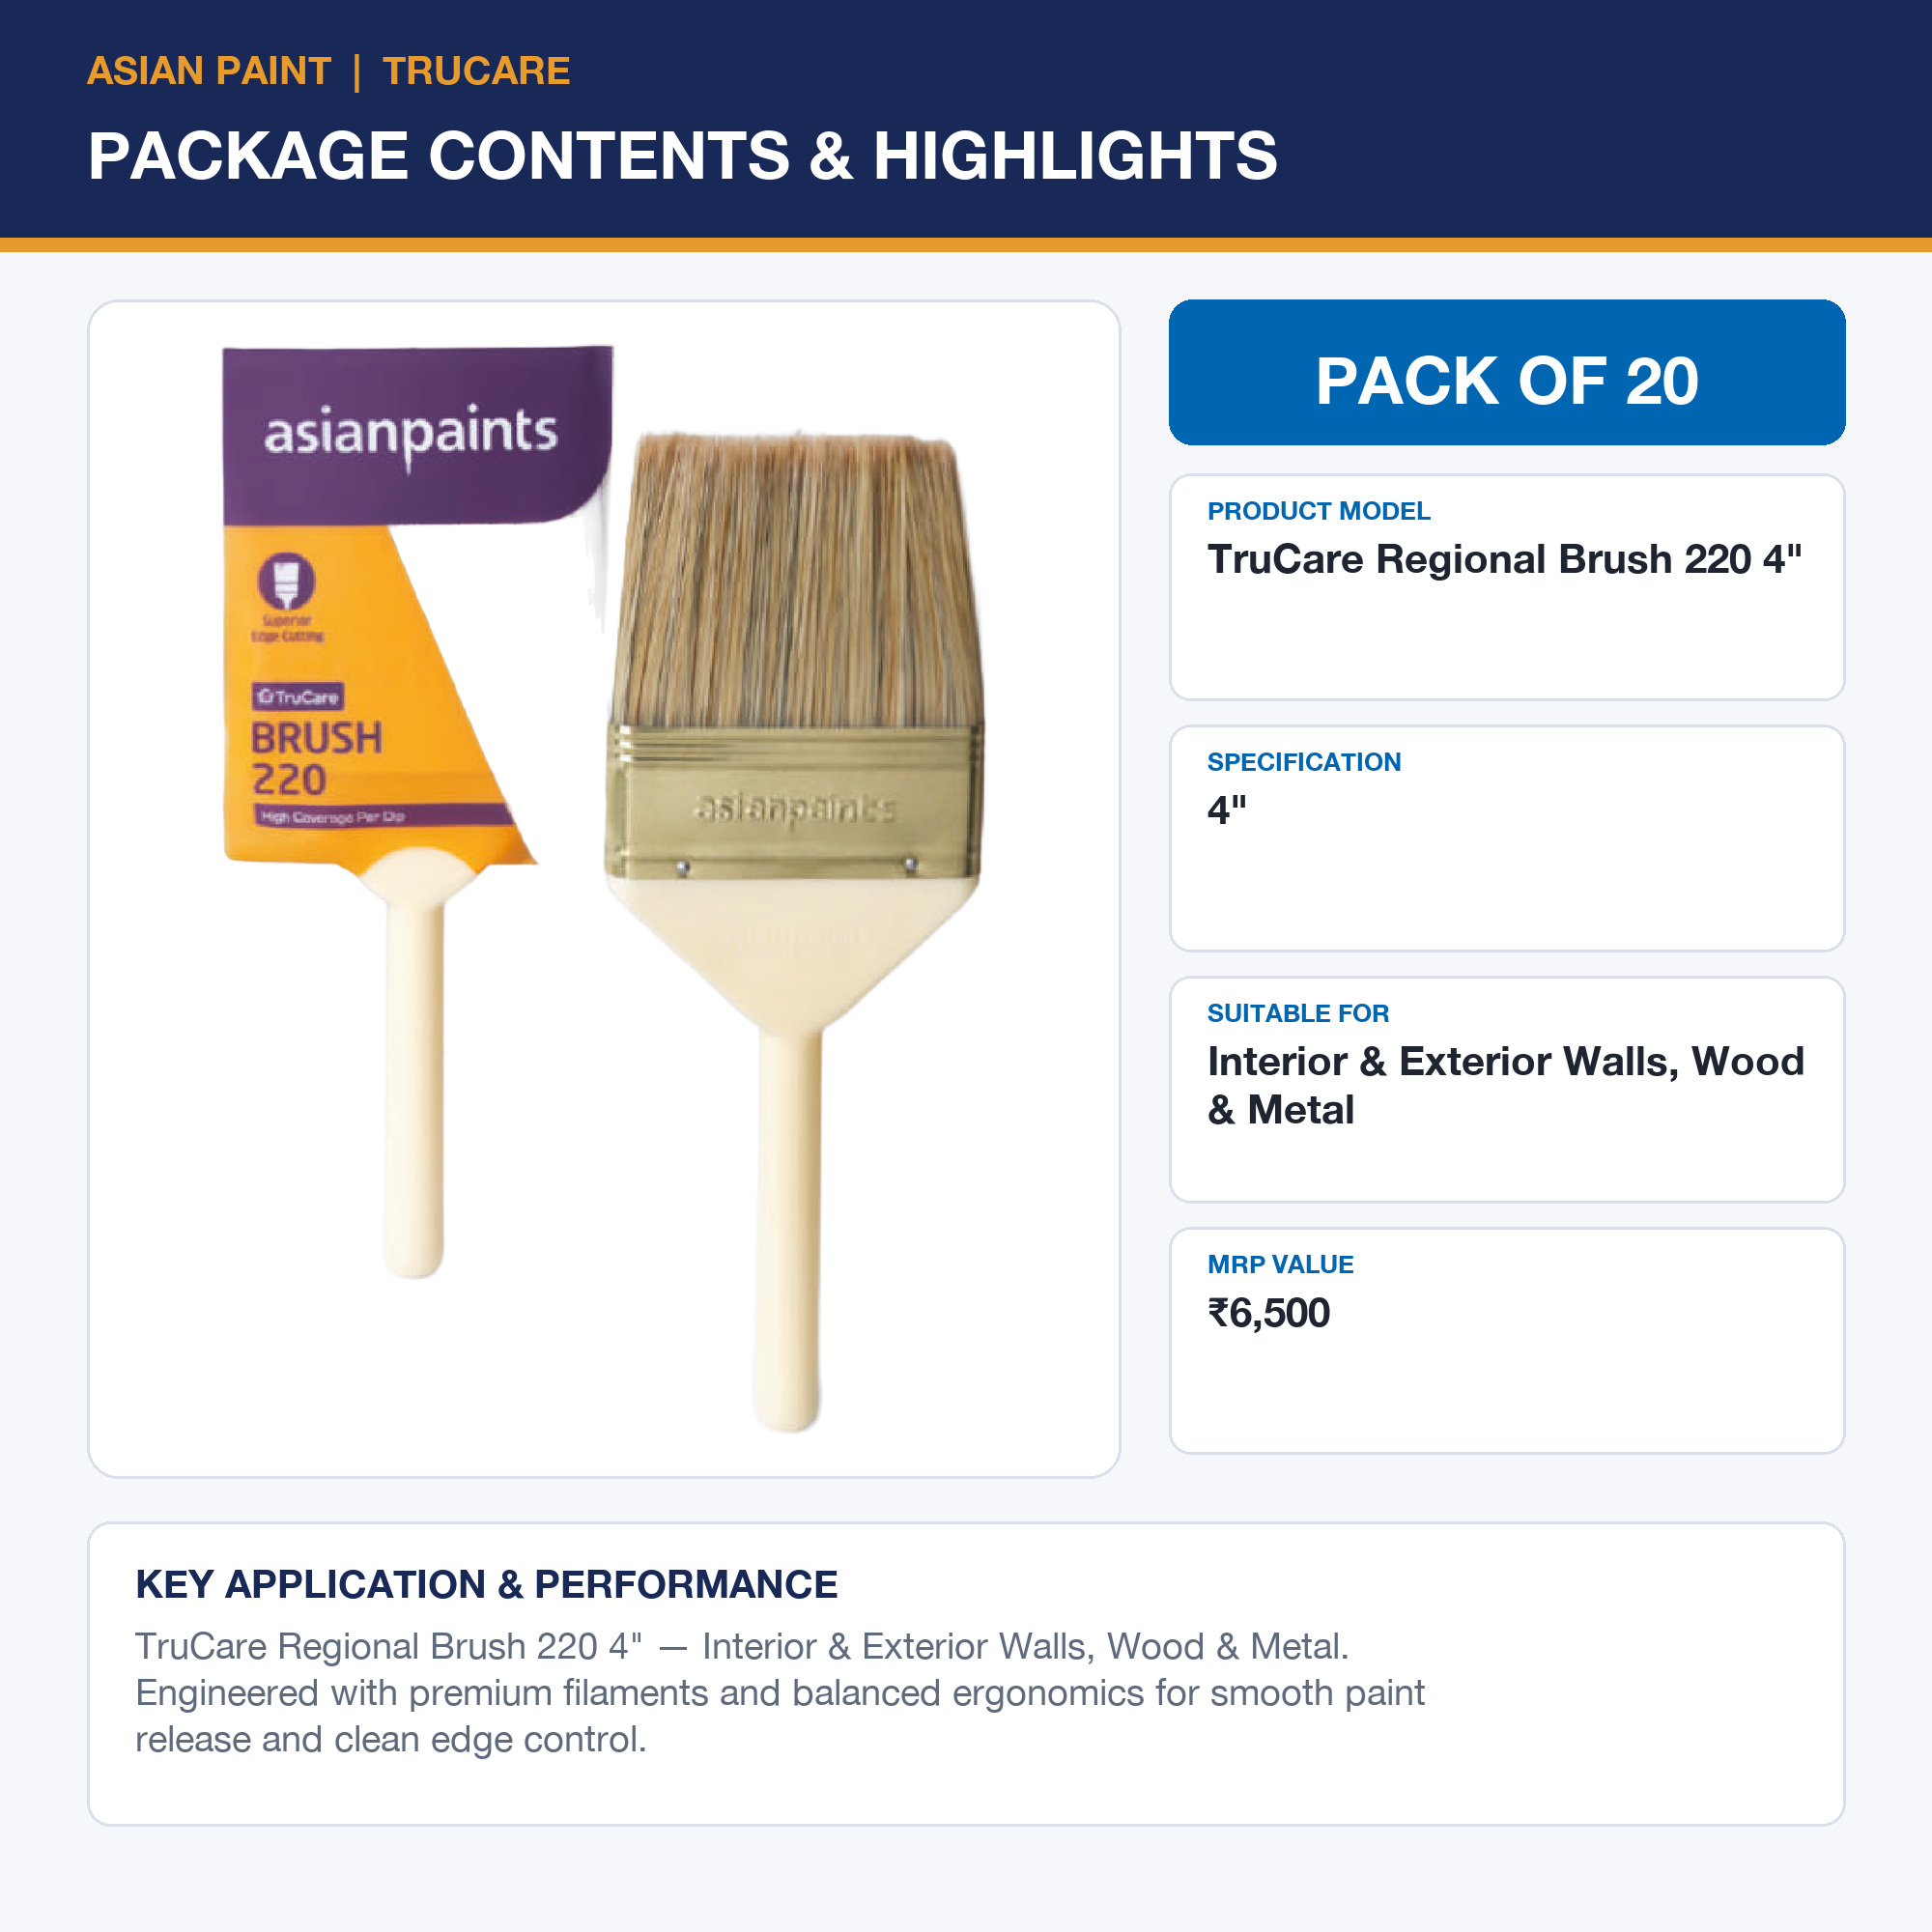 ASIAN PAINT | TRUCARE
PACKAGE CONTENTS & HIGHLIGHTS
asianpaints
Superior
Edge Cutting
TruCare
BRUSH
220
High Coverage Per Dip
asianpaints
PACK OF 20
PRODUCT MODEL
TruCare Regional Brush 220 4"
SPECIFICATION
4"
SUITABLE FOR
Interior & Exterior Walls, Wood
& Metal
MRP VALUE
₹6,500
KEY APPLICATION & PERFORMANCE
TruCare Regional Brush 220 4" — Interior & Exterior Walls, Wood & Metal.
Engineered with premium filaments and balanced ergonomics for smooth paint
release and clean edge control.